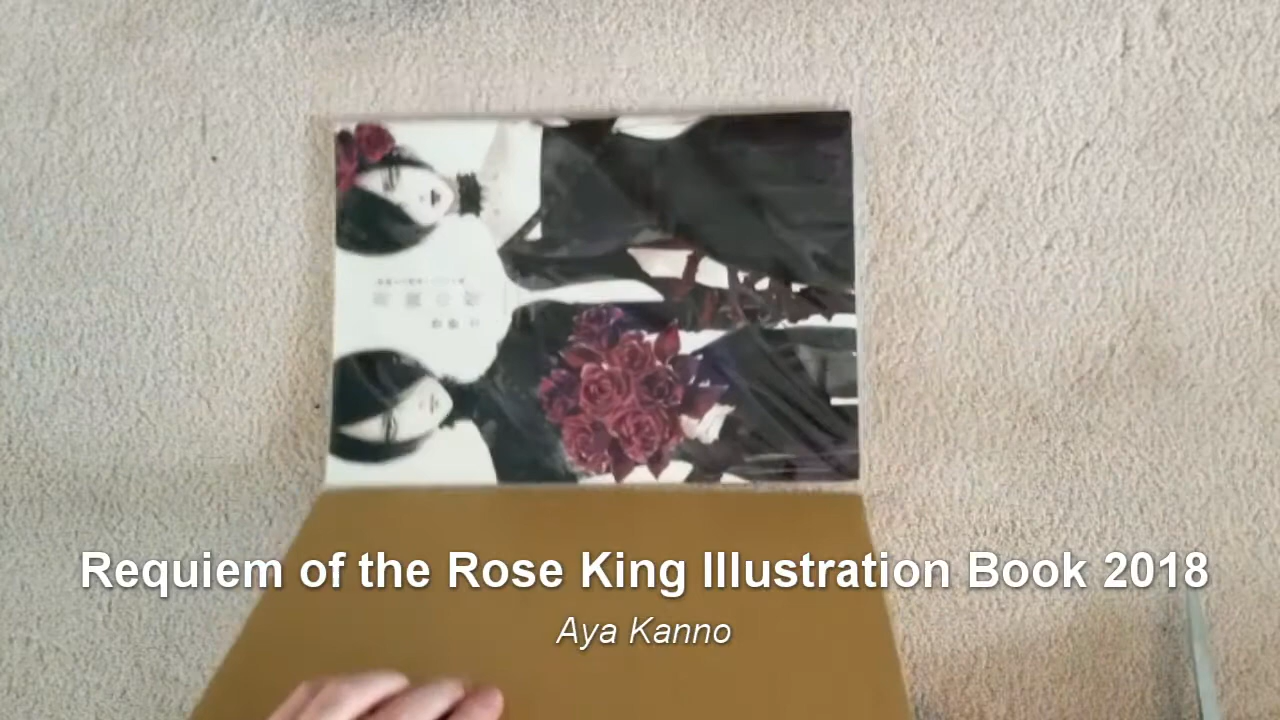 Requiem of the Rose King Illustration Book 2018
Aya Kanno